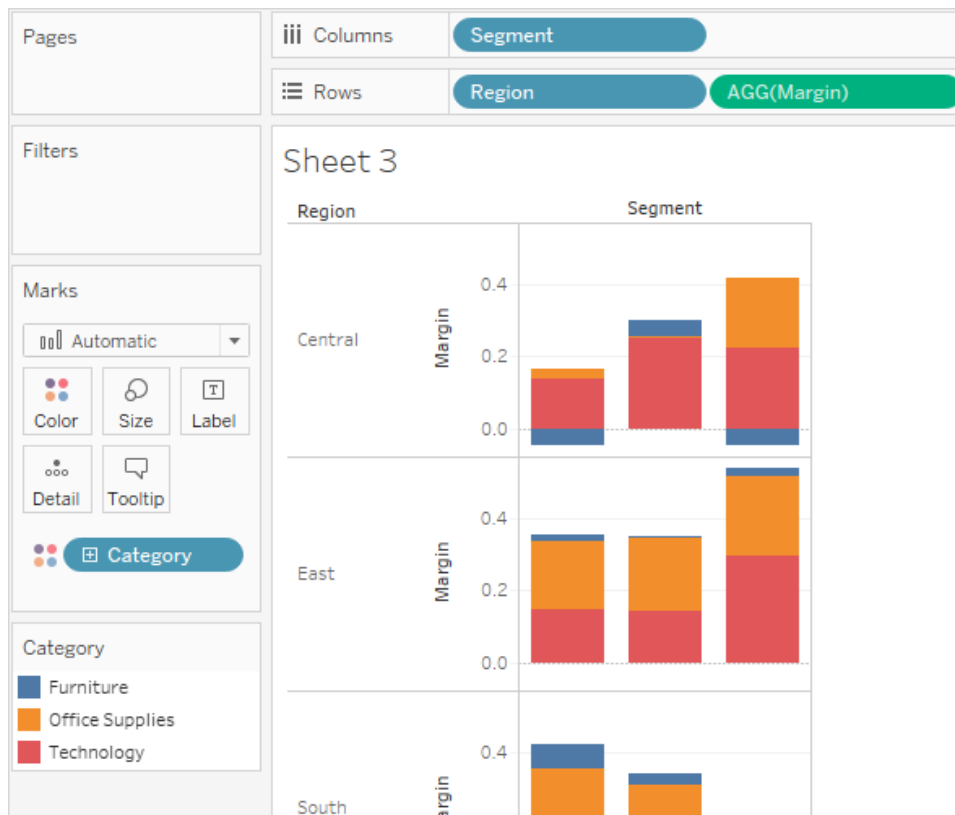 Pages
Columns
Segment
Rows
Region
AGG(Margin)
Filters
Sheet 3
Region
Segment
Marks
Automatic
Color
Size
T
Label
Detail
Tooltip
Category
Category
Furniture
Office Supplies
Technology
Central
Margin
0.4
0.2
0.0
East
Margin
0.4
0.2
0.0
South
0.4